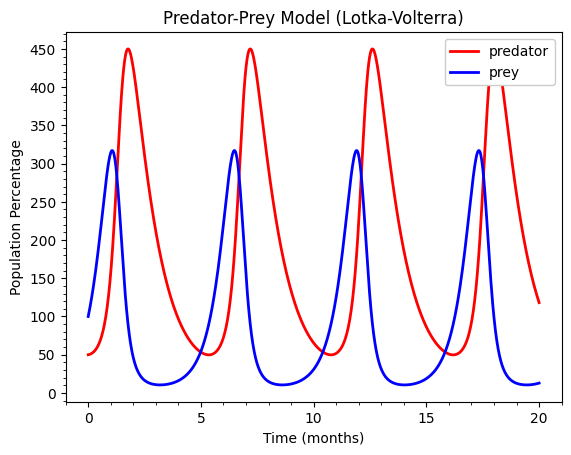 Predator-Prey Model (Lotka-Volterra)
predator
prey
450
400
350
300
250
200
150
100
50
0
Population Percentage
0 5 10 15 20
Time (months)